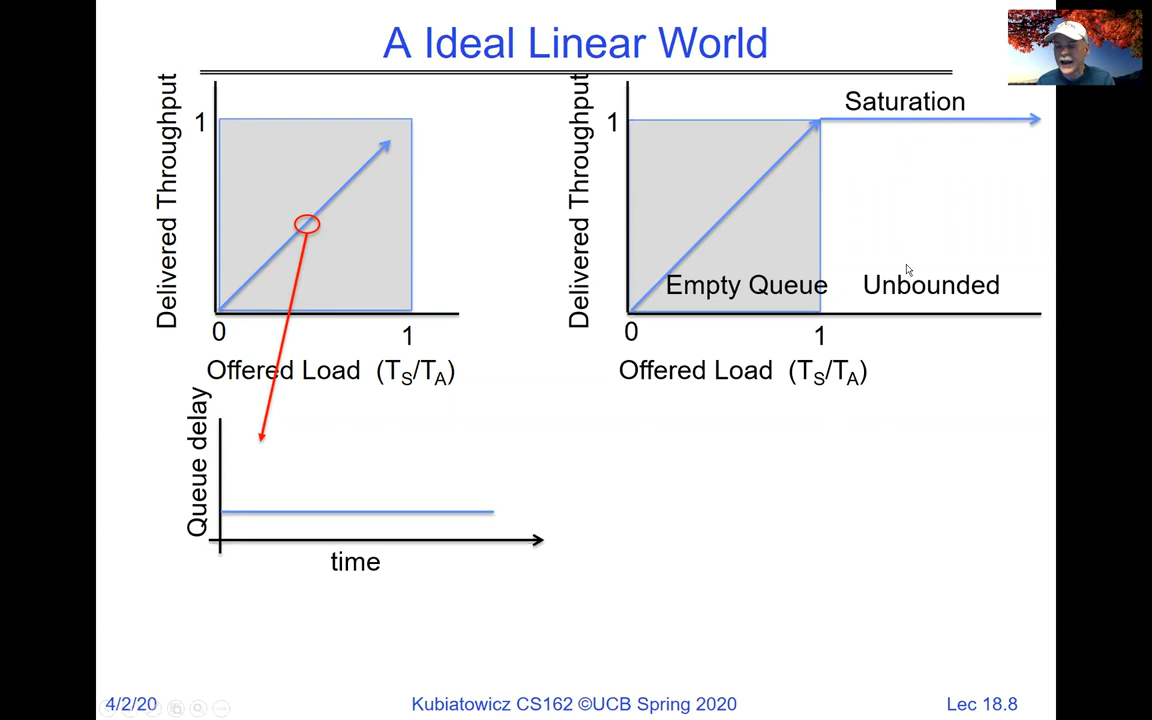 A Ideal Linear World
Delivered Throughput
1
0
1
Offered Load (TS/TA)
Delivered Throughput
1
Saturation
Empty Queue
Unbounded
0
1
Offered Load (TS/TA)
Queue delay
time
4/2/20
Kubiatowicz CS162 ©UCB Spring 2020
Lec 18.8